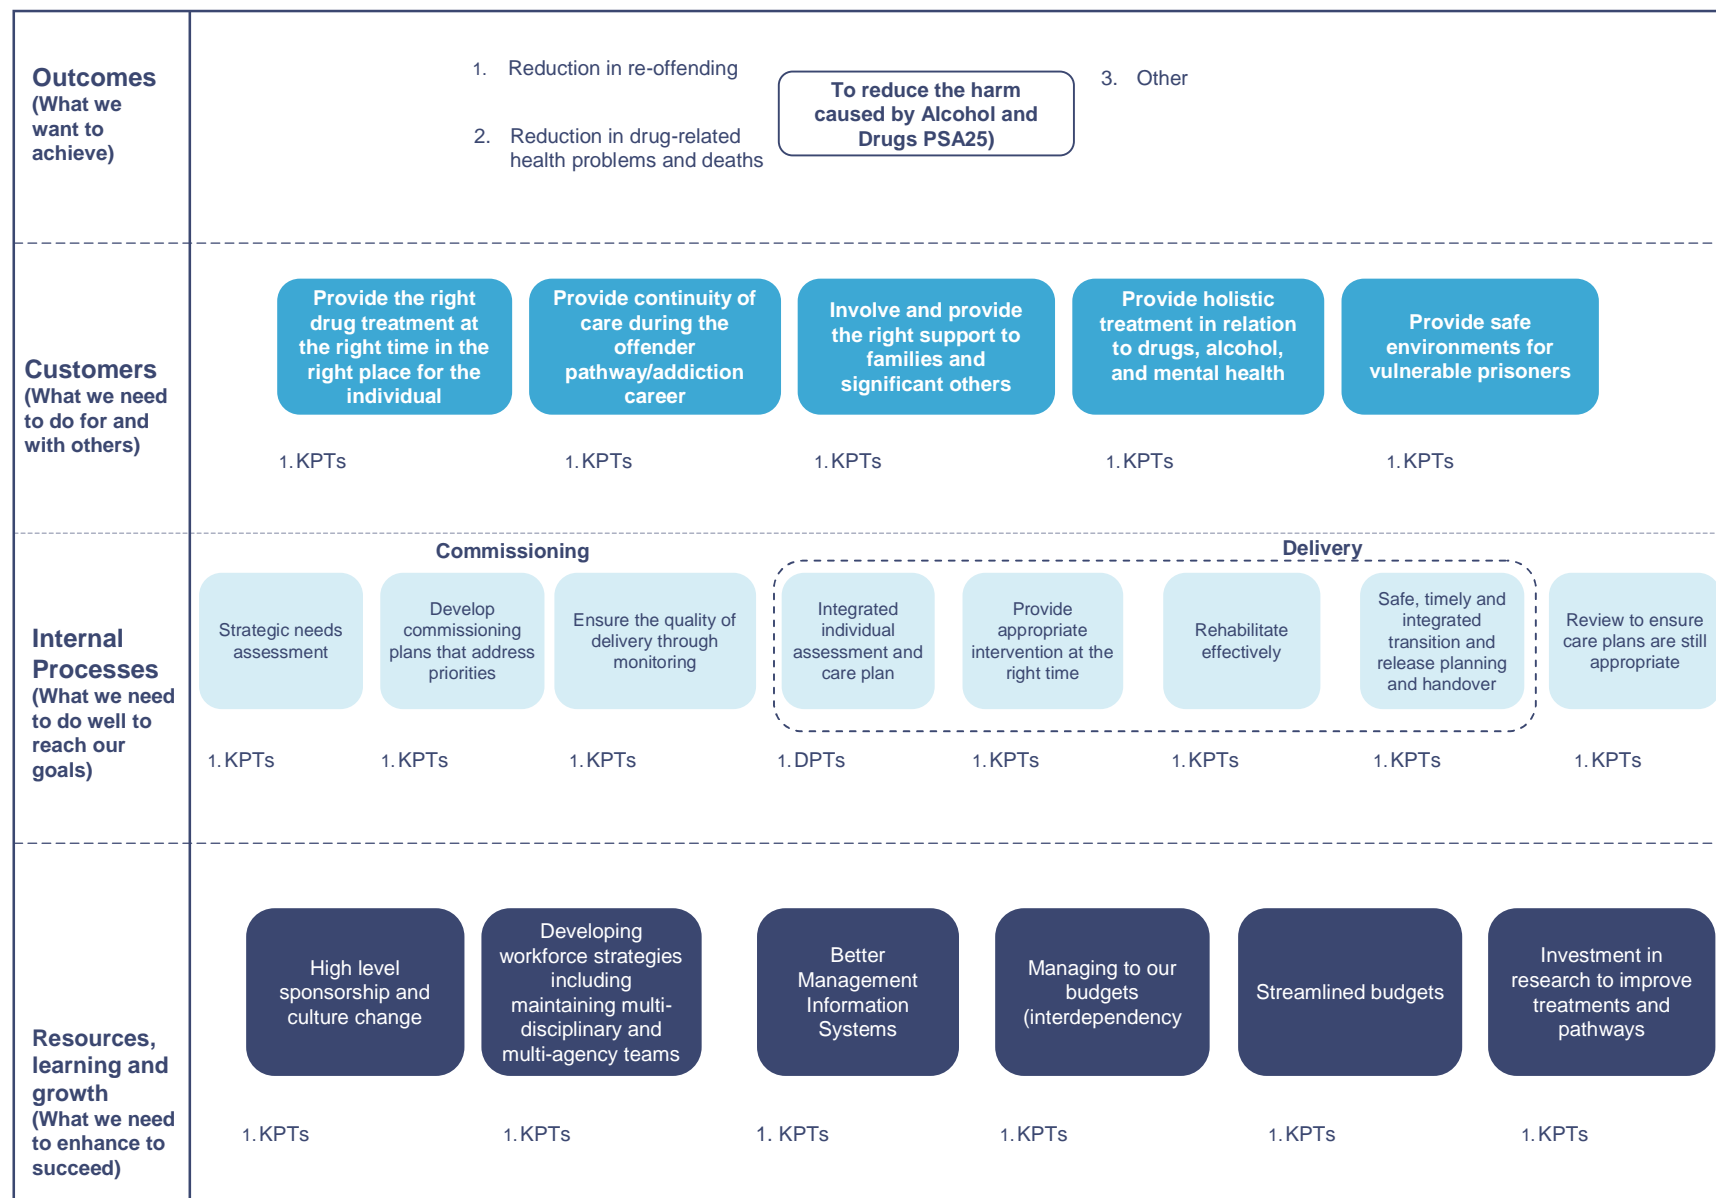 Outcomes
(What we
want to
achieve)
1. Reduction in re-offending
2. Reduction in drug-related
health problems and deaths
To reduce the harm
caused by Alcohol and
Drugs PSA25)
3. Other
Customers
(What we need
to do for and
with others)
Provide the right
drug treatment at
the right time in the
right place for the
individual
Provide continuity of
care during the
offender
pathway/addiction
career
Involve and provide
the right support to
families and
significant others
Provide holistic
treatment in relation
to drugs, alcohol,
and mental health
Provide safe
environments for
vulnerable prisoners
1. KPTs
1. KPTs
1. KPTs
1. KPTs
1. KPTs
Internal
Processes
(What we need
to do well to
reach our
goals)
Commissioning
Delivery
Strategic needs
assessment
Develop
commissioning
plans that address
priorities
Ensure the quality of
delivery through
monitoring
Integrated
individual
assessment and
care plan
Provide
appropriate
intervention at the
right time
Rehabilitate
effectively
Safe, timely and
integrated
transition and
release planning
and handover
Review to ensure
care plans are still
appropriate
1. KPTs
1. KPTs
1. KPTs
1. DPTs
1. KPTs
1. KPTs
1. KPTs
1. KPTs
Resources,
learning and
growth
(What we need
to enhance to
succeed)
High level
sponsorship and
culture change
Developing
workforce strategies
including
maintaining multi-
disciplinary and
multi-agency teams
Better
Management
Information
Systems
Managing to our
budgets
(interdependency
Streamlined budgets
Investment in
research to improve
treatments and
pathways
1. KPTs
1. KPTs
1. KPTs
1. KPTs
1. KPTs
1. KPTs